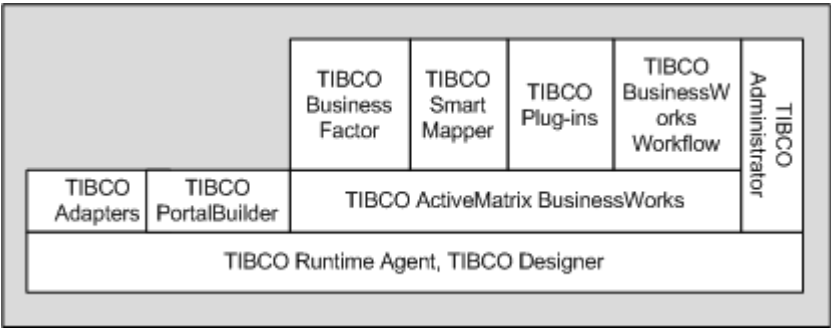 TIBCO
Business
Factor
TIBCO
Smart
Mapper
TIBCO
Plug-ins
TIBCO
BusinessW
orks
Workflow
TIBCO
Administrator
TIBCO
Adapters
TIBCO
PortalBuilder
TIBCO ActiveMatrix BusinessWorks
TIBCO Runtime Agent, TIBCO Designer